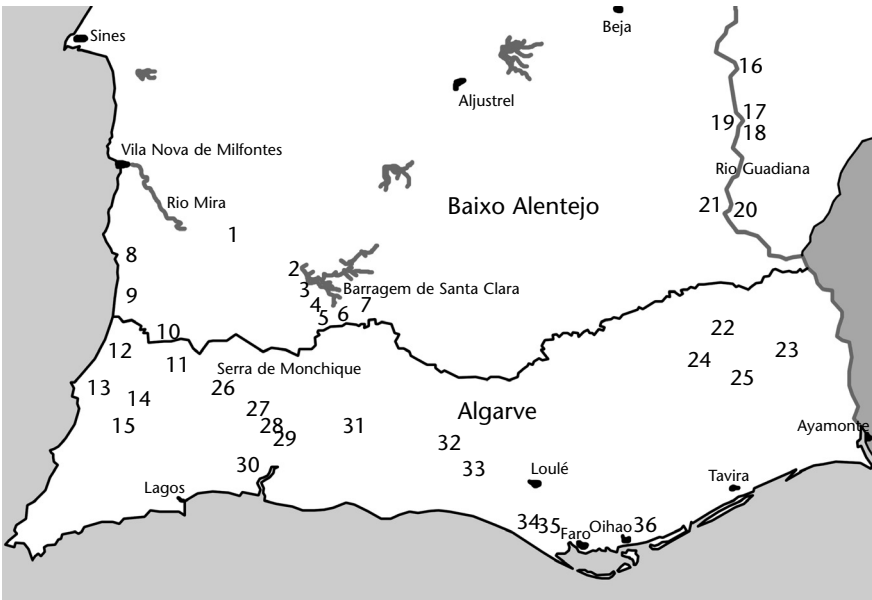 Beja
Sines
16
Aljustrel
17
19
18
Vila Nova de Milfontes
Rio Guadiana
Rio Mira
Baixo Alentejo
21
20
1
8
2
3
Barragem de Santa Clara
9
4
7
6
5
10
22
12
11
23
24
Serra de Monchique
25
13
26
14
27
Algarve
15
28
31
Ayamonte
29
32
30
33
Loulé
Tavira
Lagos
34
35
Oihao
36
Faro